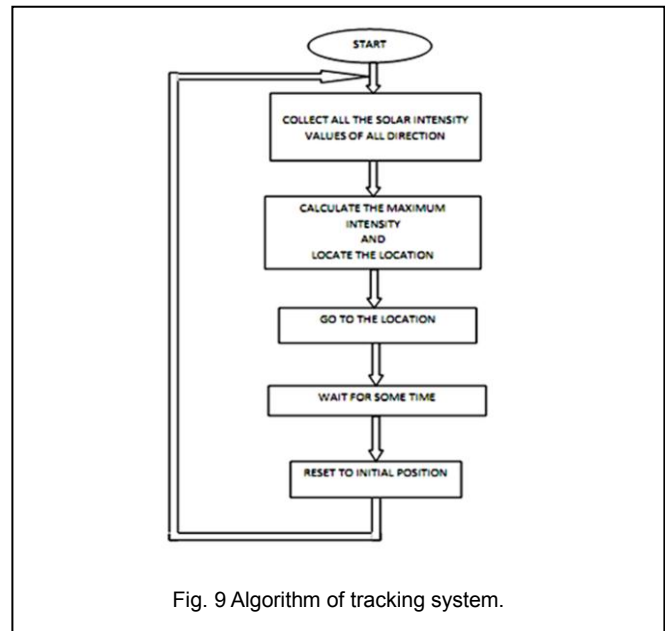 START
COLLECT ALL THE SOLAR INTENSITY
VALUES OF ALL DIRECTION
CALCULATE THE MAXIMUM
INTENSITY
AND
LOCATE THE LOCATION
GO TO THE LOCATION
WAIT FOR SOME TIME
RESET TO INITIAL POSITION
Fig. 9 Algorithm of tracking system.